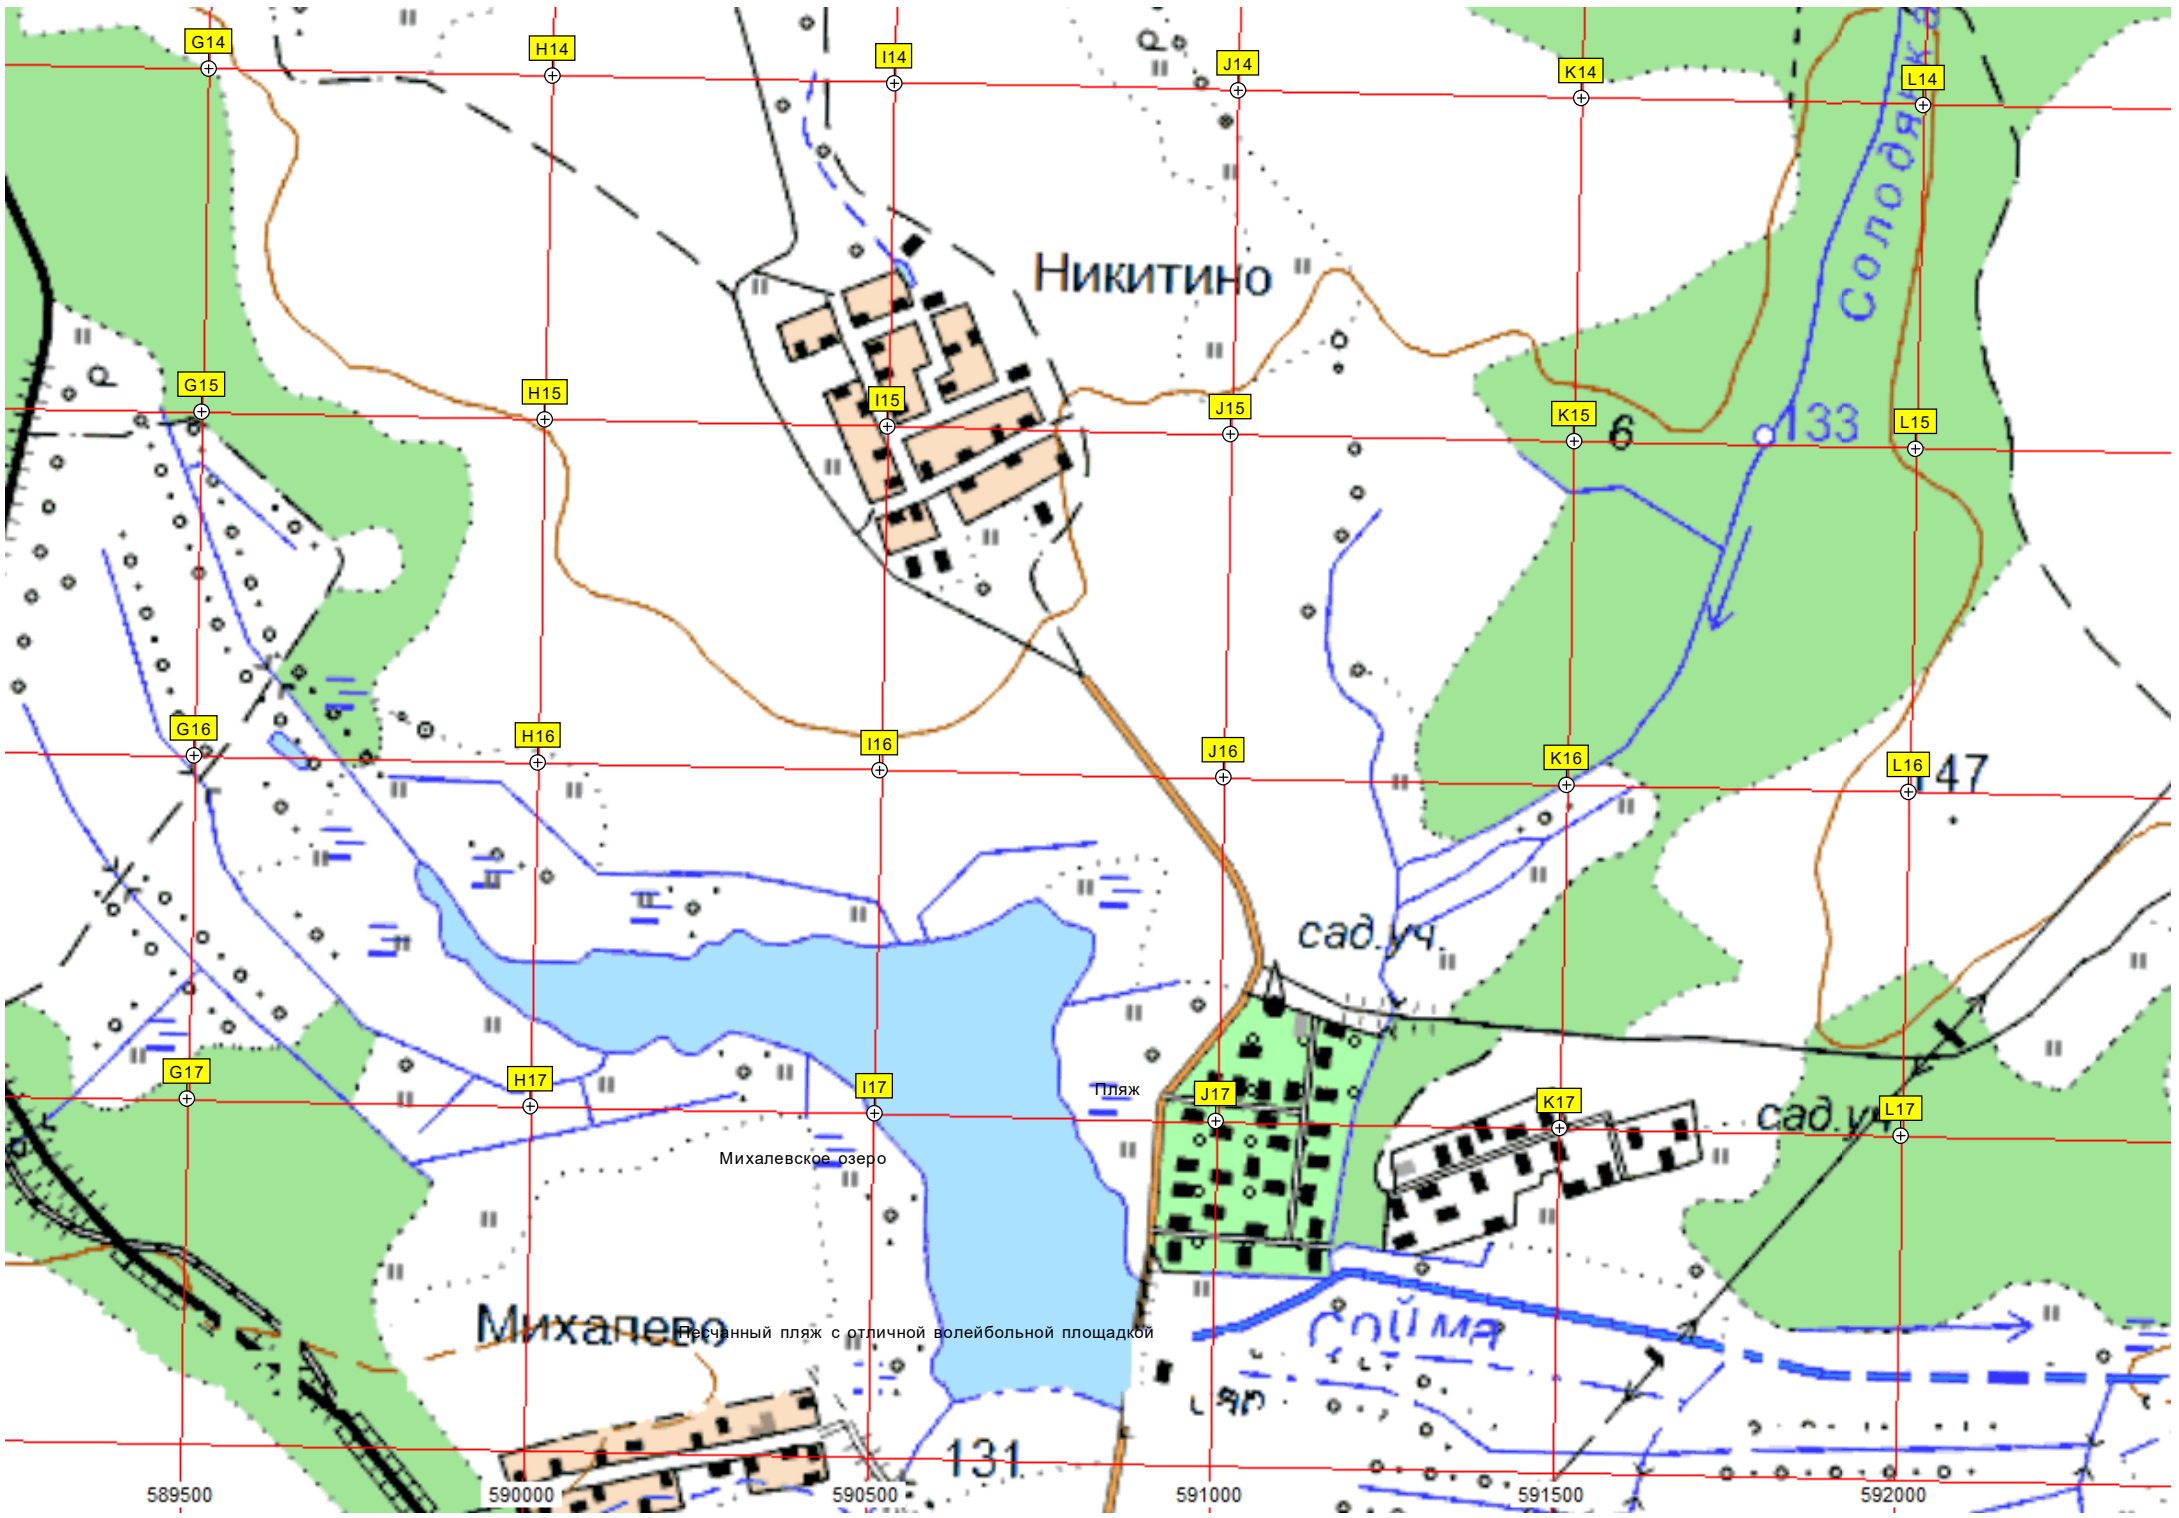 G14
H14
I14
J14
K14
L14
р
Солодянка
Никитино
р
G15
H15
I15
J15
K15
6
133
L15
G16
H16
I16
J16
K16
L16
147
сад.уч.
G17
H17
I17
Пляж
J17
K17
сад.уч
L17
Михалевское озеро
Михалево
Песчанный пляж с отличной волейбольной площадкой
СОЙМА
131
589500
590000
590500
591000
591500
592000